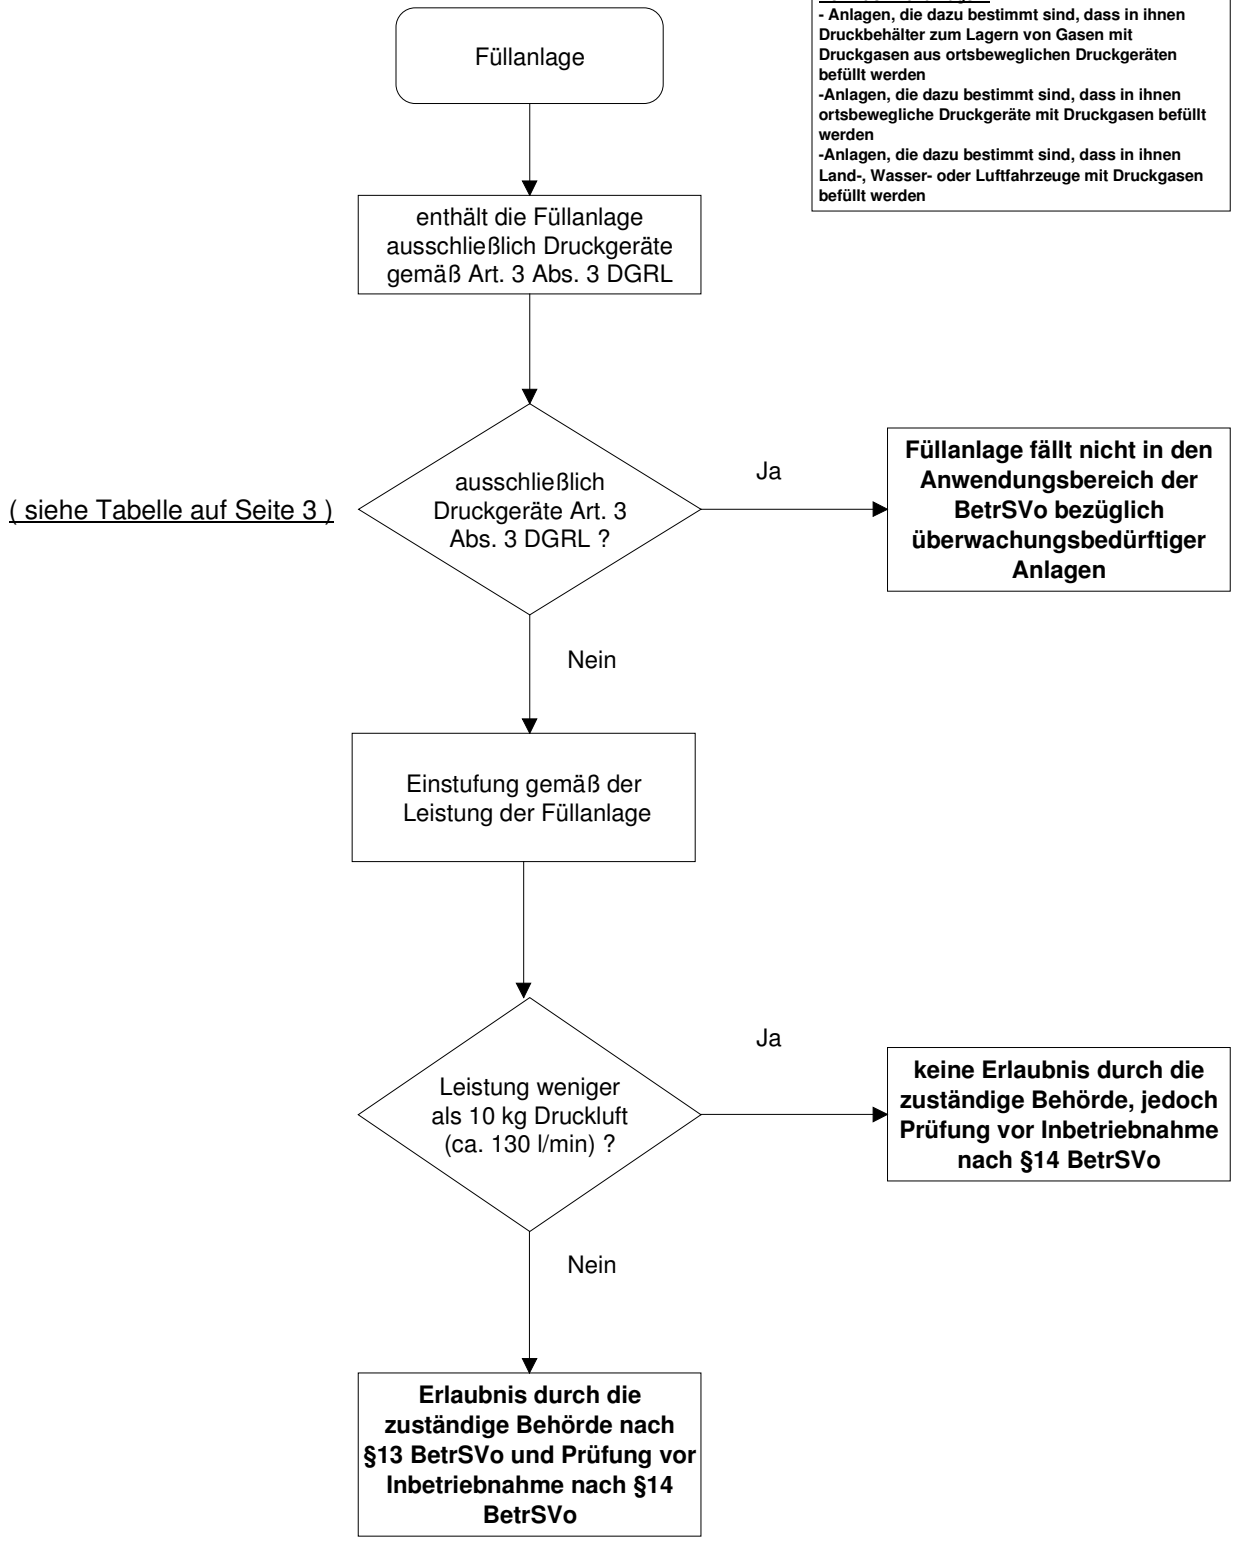 Füllanlage
- Anlagen, die dazu bestimmt sind, dass in ihnen
Druckbehälter zum Lagern von Gasen mit
Druckgasen aus ortsbeweglichen Druckgeräten
befüllt werden
-Anlagen, die dazu bestimmt sind, dass in ihnen
ortsbewegliche Druckgeräte mit Druckgasen befüllt
werden
-Anlagen, die dazu bestimmt sind, dass in ihnen
Land-, Wasser- oder Luftfahrzeuge mit Druckgasen
befüllt werden
enthält die Füllanlage
ausschließlich Druckgeräte
gemäß Art. 3 Abs. 3 DGRL
( siehe Tabelle auf Seite 3 )
ausschließlich
Druckgeräte Art. 3
Abs. 3 DGRL ?
Ja
Füllanlage fällt nicht in den
Anwendungsbereich der
BetrSVo bezüglich
überwachungsbedürftiger
Anlagen
Nein
Einstufung gemäß der
Leistung der Füllanlage
Leistung weniger
als 10 kg Druckluft
(ca. 130 l/min) ?
Ja
keine Erlaubnis durch die
zuständige Behörde, jedoch
Prüfung vor Inbetriebnahme
nach §14 BetrSVo
Nein
Erlaubnis durch die
zuständige Behörde nach
§13 BetrSVo und Prüfung vor
Inbetriebnahme nach §14
BetrSVo